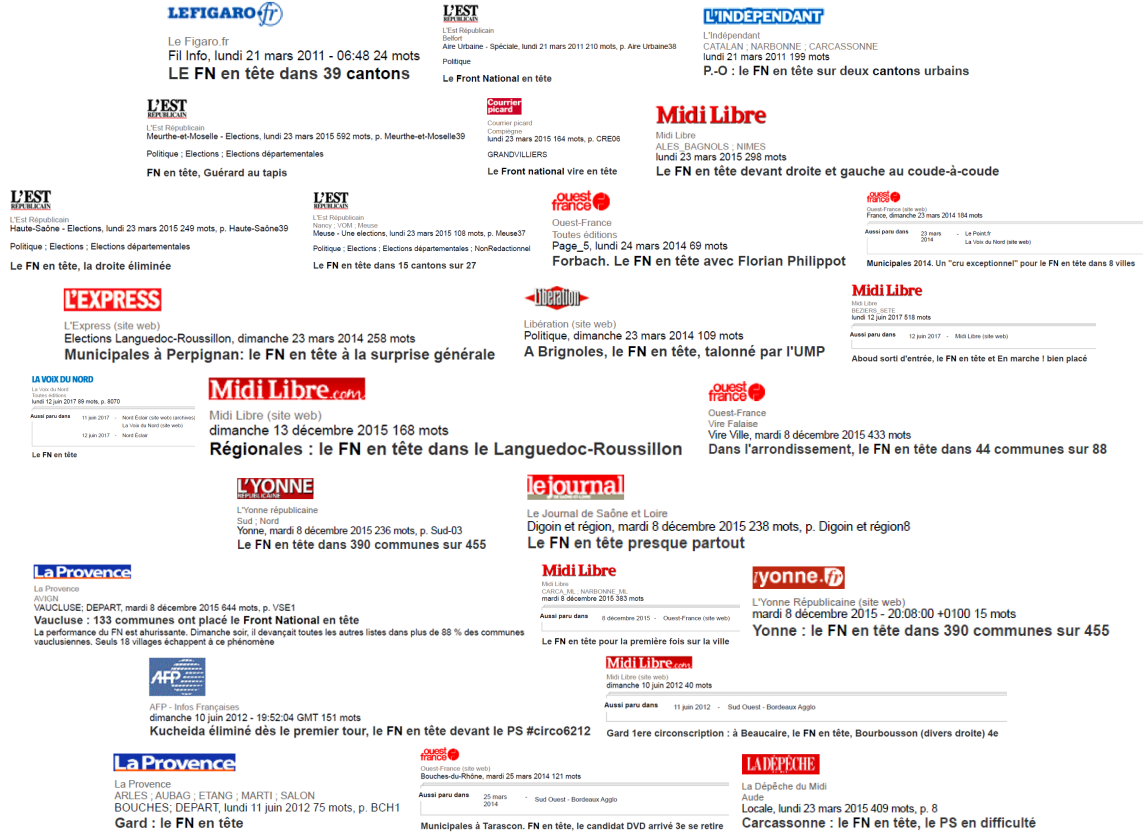 LEFIGARO fr
Le Figaro.fr
Fil Info, lundi 21 mars 2011 - 06:48 24 mots
LE FN en tête dans 39 cantons
L'EST
RÉPUBLICAIN
L'Est Républicain
Belfort
Aire Urbaine - Spéciale, lundi 21 mars 2011 210 mots, p. Aire Urbaine38
Politique
Le Front National en tête
L'INDÉPENDANT
L'Indépendant
CATALAN ; NARBONNE ; CARCASSONNE
lundi 21 mars 2011 199 mots
P.-O : le FN en tête sur deux cantons urbains
L'EST
RÉPUBLICAIN
L'Est Républicain
Meurthe-et-Moselle - Elections, lundi 23 mars 2015 592 mots, p. Meurthe-et-Moselle39
Politique ; Elections ; Elections départementales
FN en tête, Guérard au tapis
Courrier
picard
Courrier picard
Compiègne
lundi 23 mars 2015 164 mots, p. CRE06
GRANDVILLIERS
Le Front national vire en tête
Midi Libre
Midi Libre
ALES_BAGNOLS ; NIMES
lundi 23 mars 2015 298 mots
Le FN en tête devant droite et gauche au coude-à-coude
L'EST
RÉPUBLICAIN
L'Est Républicain
Haute-Saône - Elections, lundi 23 mars 2015 249 mots, p. Haute-Saône39
Politique ; Elections ; Elections départementales
Le FN en tête, la droite éliminée
L'EST
RÉPUBLICAIN
L'Est Républicain
Nancy ; VOM ; Meuse
Meuse - Une elections, lundi 23 mars 2015 108 mots, p. Meuse37
Politique ; Elections ; Elections départementales ; NonRedactionnel
Le FN en tête dans 15 cantons sur 27
ouest
france
Ouest-France
Toutes éditions
Page_5, lundi 24 mars 2014 69 mots
Forbach. Le FN en tête avec Florian Philippot
ouest
france
Ouest-France (site web)
France, dimanche 23 mars 2014 184 mots
Aussi paru dans 23 mars 2014 - Le Point.fr
La Voix du Nord (site web)
Municipales 2014. Un "cru exceptionnel" pour le FN en tête dans 8 villes
L'EXPRESS
L'Express (site web)
Elections Languedoc-Roussillon, dimanche 23 mars 2014 258 mots
Municipales à Perpignan: le FN en tête à la surprise générale
Libération
Libération (site web)
Politique, dimanche 23 mars 2014 109 mots
A Brignoles, le FN en tête, talonné par l'UMP
Midi Libre
Midi Libre
BEZIERS_SETE
lundi 12 juin 2017 518 mots
Aussi paru dans 12 juin 2017 - Midi Libre (site web)
Aboud sorti d'entrée, le FN en tête et En marche ! bien placé
LA VOIX DU NORD
La Voix du Nord
Toutes éditions
lundi 12 juin 2017 89 mots, p. 8070
Aussi paru dans 11 juin 2017 - Nord Éclair (site web) (archives)
La Voix du Nord (site web)
12 juin 2017 - Nord Éclair
Le FN en tête
Midi Libre.com
Midi Libre (site web)
dimanche 13 décembre 2015 168 mots
Régionales : le FN en tête dans le Languedoc-Roussillon
ouest
france
Ouest-France
Vire Falaise
Vire Ville, mardi 8 décembre 2015 433 mots
Dans l'arrondissement, le FN en tête dans 44 communes sur 88
L'YONNE
RÉPUBLICAINE
L'Yonne républicaine
Sud ; Nord
Yonne, mardi 8 décembre 2015 236 mots, p. Sud-03
Le FN en tête dans 390 communes sur 455
le journal
Le Journal de Saône et Loire
Digoin et région, mardi 8 décembre 2015 238 mots, p. Digoin et région8
Le FN en tête presque partout
La Provence
La Provence
AVIGN
VAUCLUSE; DEPART, mardi 8 décembre 2015 644 mots, p. VSE1
Vaucluse : 133 communes ont placé le Front National en tête
La performance du FN est ahurissante. Dimanche soir, il devançait toutes les autres listes dans plus de 88 % des communes
vauclusiennes. Seuls 18 villages échappent à ce phénomène
Midi Libre
Midi Libre
CARCA_ML ; NARBONNE_ML
mardi 8 décembre 2015 383 mots
Aussi paru dans 8 décembre 2015 - Ouest-France (site web)
Le FN en tête pour la première fois sur la ville
lyonne.fr
L'Yonne Républicaine (site web)
mardi 8 décembre 2015 - 20:08:00 +0100 15 mots
Yonne : le FN en tête dans 390 communes sur 455
AFP
AFP - Infos Françaises
dimanche 10 juin 2012 - 19:52:04 GMT 151 mots
Kucheida éliminé dès le premier tour, le FN en tête devant le PS #circo6212
Midi Libre.com
Midi Libre (site web)
dimanche 10 juin 2012 40 mots
Aussi paru dans 11 juin 2012 - Sud Ouest - Bordeaux Agglo
Gard 1ere circonscription : à Beaucaire, le FN en tête, Bourbousson (divers droite) 4e
La Provence
La Provence
ARLES ; AUBAG ; ETANG ; MARTI ; SALON
BOUCHES; DEPART, lundi 11 juin 2012 75 mots, p. BCH1
Gard : le FN en tête
ouest
france
Ouest-France (site web)
Bouches-du-Rhône, mardi 25 mars 2014 121 mots
Aussi paru dans 25 mars 2014 - Sud Ouest - Bordeaux Agglo
Municipales à Tarascon. FN en tête, le candidat DVD arrivé 3e se retire
LA DÉPÊCHE
La Dépêche du Midi
Aude
Locale, lundi 23 mars 2015 409 mots, p. 8
Carcassonne : le FN en tête, le PS en difficulté